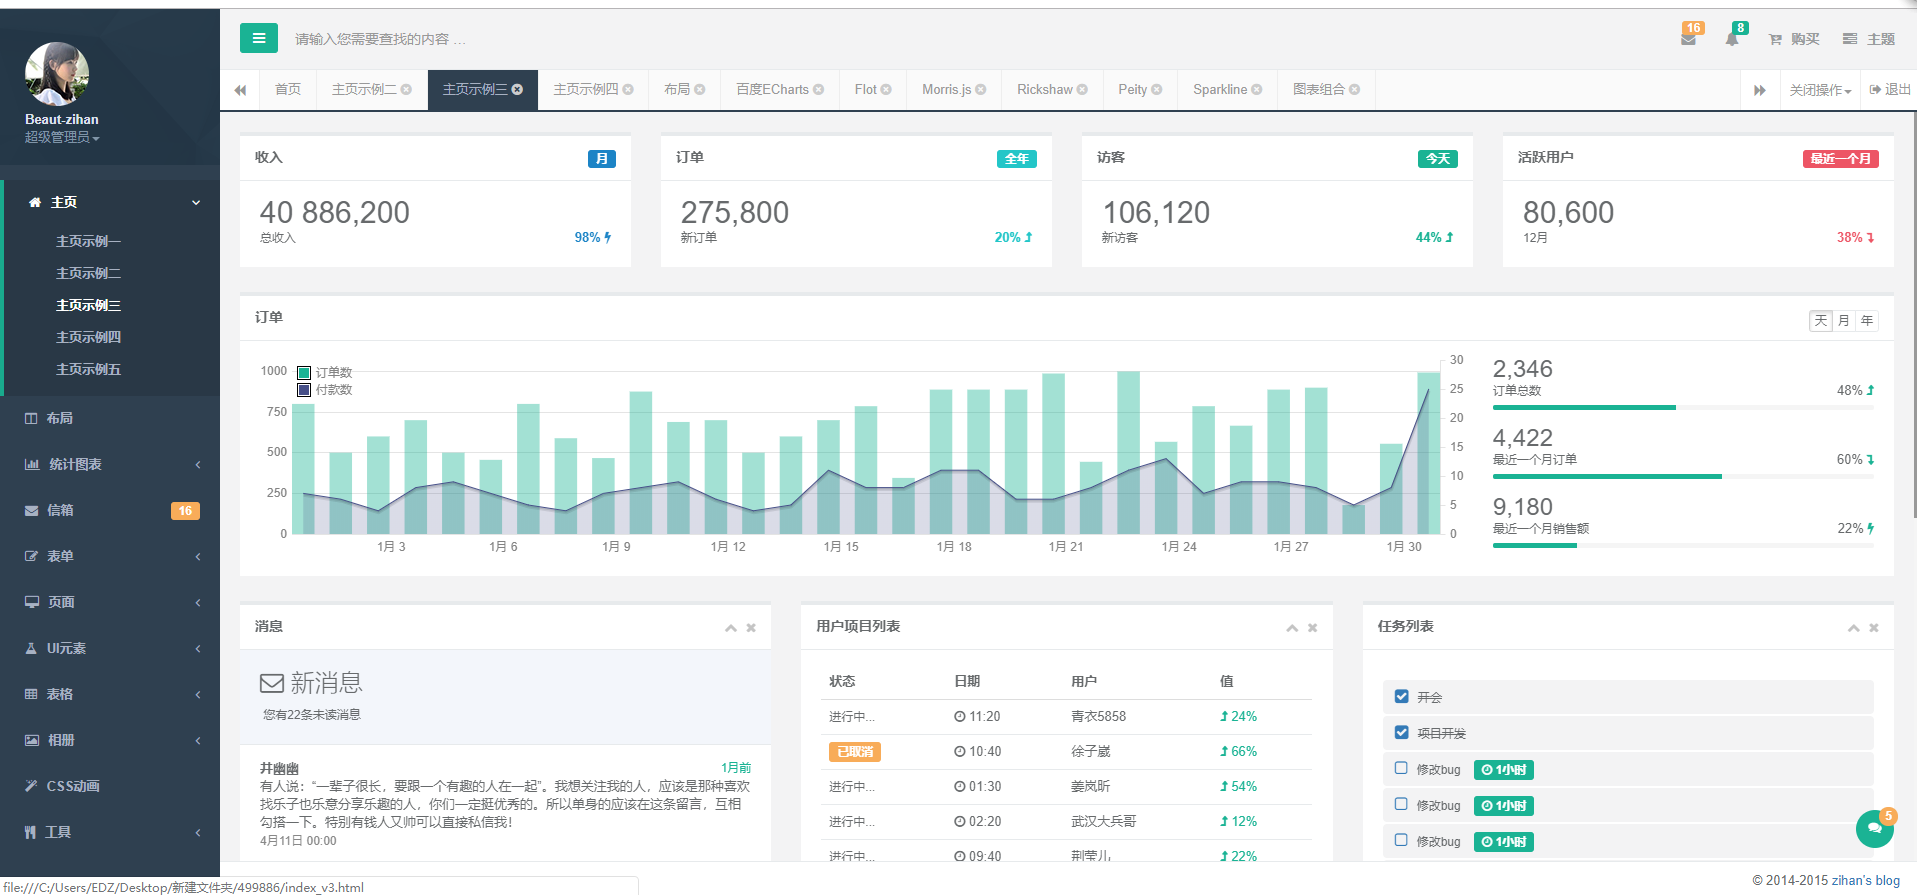 Beaut-zihan
超级管理员
主页
主页示例一
主页示例二
主页示例三
主页示例四
主页示例五
布局
统计图表
信箱 16
表单
页面
UI元素
表格
相册
CSS动画
工具
请输入您需要查找的内容 …
16 8 购买 主题
首页 主页示例二 主页示例三 主页示例四 布局 百度ECharts Flot Morris.js Rickshaw Peity Sparkline 图表组合 关闭操作 退出
收入 月
40 886,200
总收入 98%
订单 全年
275,800
新订单 20%
访客 今天
106,120
新访客 44%
活跃用户 最近一个月
80,600
12月 38%
订单 天 月 年
订单数
付款数
1000
750
500
250
0
30
25
20
15
10
5
0
1月 3 1月 6 1月 9 1月 12 1月 15 1月 18 1月 21 1月 24 1月 27 1月 30
2,346
订单总数 48%
4,422
最近一个月订单 60%
9,180
最近一个月销售额 22%
消息
新消息
您有22条未读消息
井幽幽 1月前
有人说：“一辈子很长，要跟一个有趣的人在一起”。我想关注我的人，应该是那种喜欢
找乐子也乐意分享乐趣的人，你们一定挺优秀的。所以单身的应该在这条留言，互相
勾搭一下。特别有钱人又帅可以直接私信我！
4月11日 00:00
用户项目列表
状态 日期 用户 值
进行中... 11:20 青衣5858 24%
已取消 10:40 徐子崴 66%
进行中... 01:30 姜岚昕 54%
进行中... 02:20 武汉大兵哥 12%
进行中... 09:40 荆莹儿 22%
任务列表
开会
项目开发
修改bug 1小时
修改bug 1小时
修改bug 1小时
5
© 2014-2015 zihan's blog
file:///C:/Users/EDZ/Desktop/新建文件夹/499886/index_v3.html